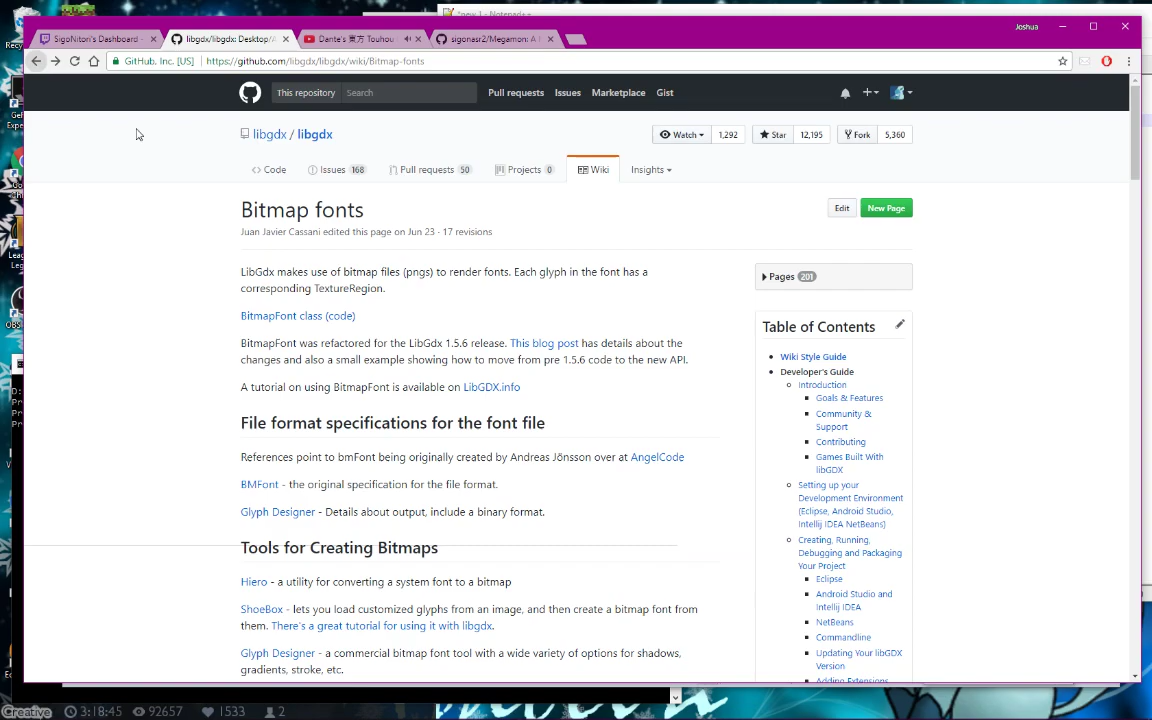 *new 1 - Notepad+
Joshua
SigoNitori's Dashboard -
libgdx/libgdx: Desktop/A
Dante's 東方 Touhou
sigonasr2/Megamon: A
GitHub, Inc. [US] https://github.com/libgdx/libgdx/wiki/Bitmap-fonts
This repository Search Pull requests Issues Marketplace Gist
libgdx / libgdx
Watch 1,292 Star 12,195 Fork 5,360
Code Issues 168 Pull requests 50 Projects 0 Wiki Insights
Bitmap fonts
Edit New Page
Juan Javier Cassani edited this page on Jun 23 · 17 revisions
LibGdx makes use of bitmap files (pngs) to render fonts. Each glyph in the font has a
corresponding TextureRegion.
BitmapFont class (code)
BitmapFont was refactored for the LibGdx 1.5.6 release. This blog post has details about the
changes and also a small example showing how to move from pre 1.5.6 code to the new API.
A tutorial on using BitmapFont is available on LibGDX.info
File format specifications for the font file
References point to bmFont being originally created by Andreas Jönsson over at AngelCode
BMFont - the original specification for the file format.
Glyph Designer - Details about output, include a binary format.
Tools for Creating Bitmaps
Hiero - a utility for converting a system font to a bitmap
ShoeBox - lets you load customized glyphs from an image, and then create a bitmap font from
them. There's a great tutorial for using it with libgdx.
Glyph Designer - a commercial bitmap font tool with a wide variety of options for shadows,
gradients, stroke, etc.
Pages 201
Table of Contents
Wiki Style Guide
Developer's Guide
Introduction
Goals & Features
Community &
Support
Contributing
Games Built With
libGDX
Setting up your
Development Environment
(Eclipse, Android Studio,
Intellij IDEA NetBeans)
Creating, Running,
Debugging and Packaging
Your Project
Eclipse
Android Studio and
Intellij IDEA
NetBeans
Commandline
Updating Your libGDX
Version
Adding Extensions
Creative 3:18:45 92657 1533 2